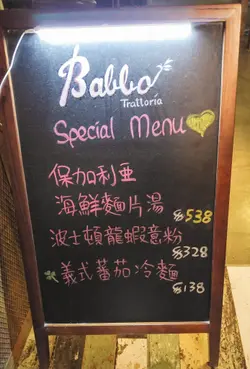 Babbo
Trattoria
Special Menu
保加利亞
海鮮麵片湯
$538
波士頓龍蝦意粉
$328
義式蕃茄冷麵
$138